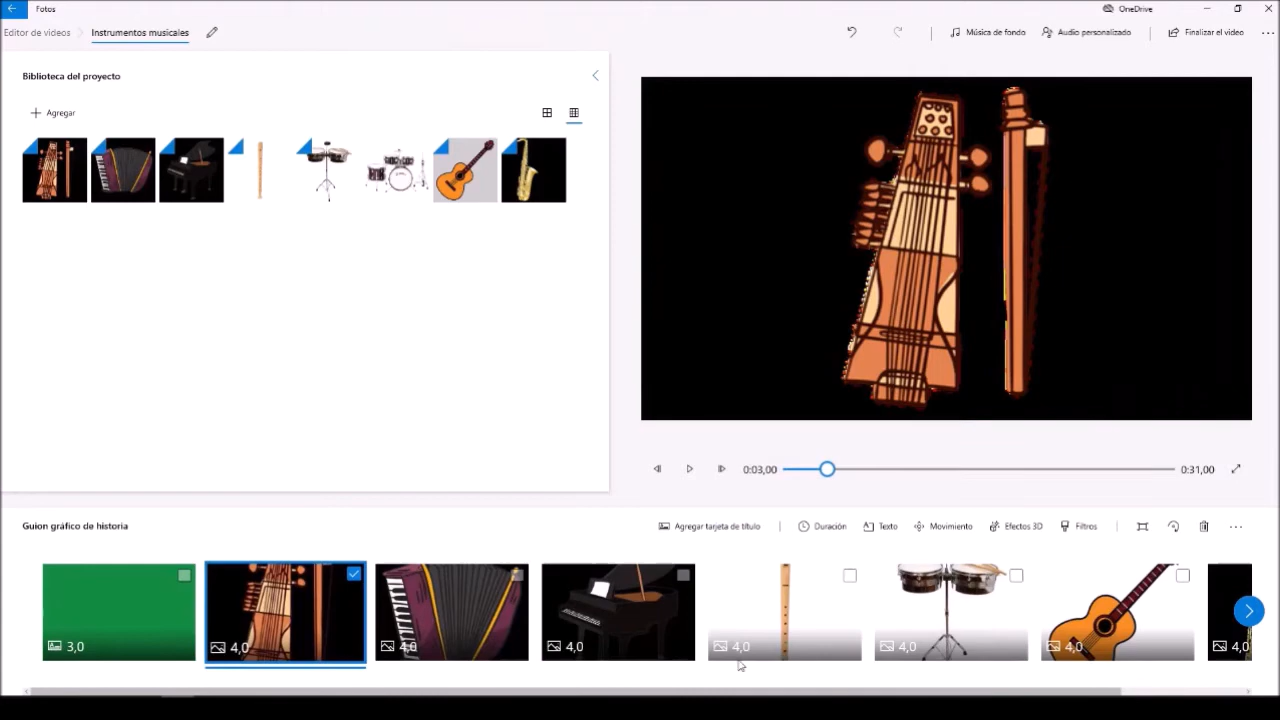 Fotos
OneDrive
Editor de videos
Instrumentos musicales
Música de fondo
Audio personalizado
Finalizar el video
Biblioteca del proyecto
Agregar
0:03,00
0:31,00
Guion gráfico de historia
Agregar tarjeta de título
Duración
Texto
Movimiento
Efectos 3D
Filtros
3,0
4,0
4,0
4,0
4,0
4,0
4,0
4,0